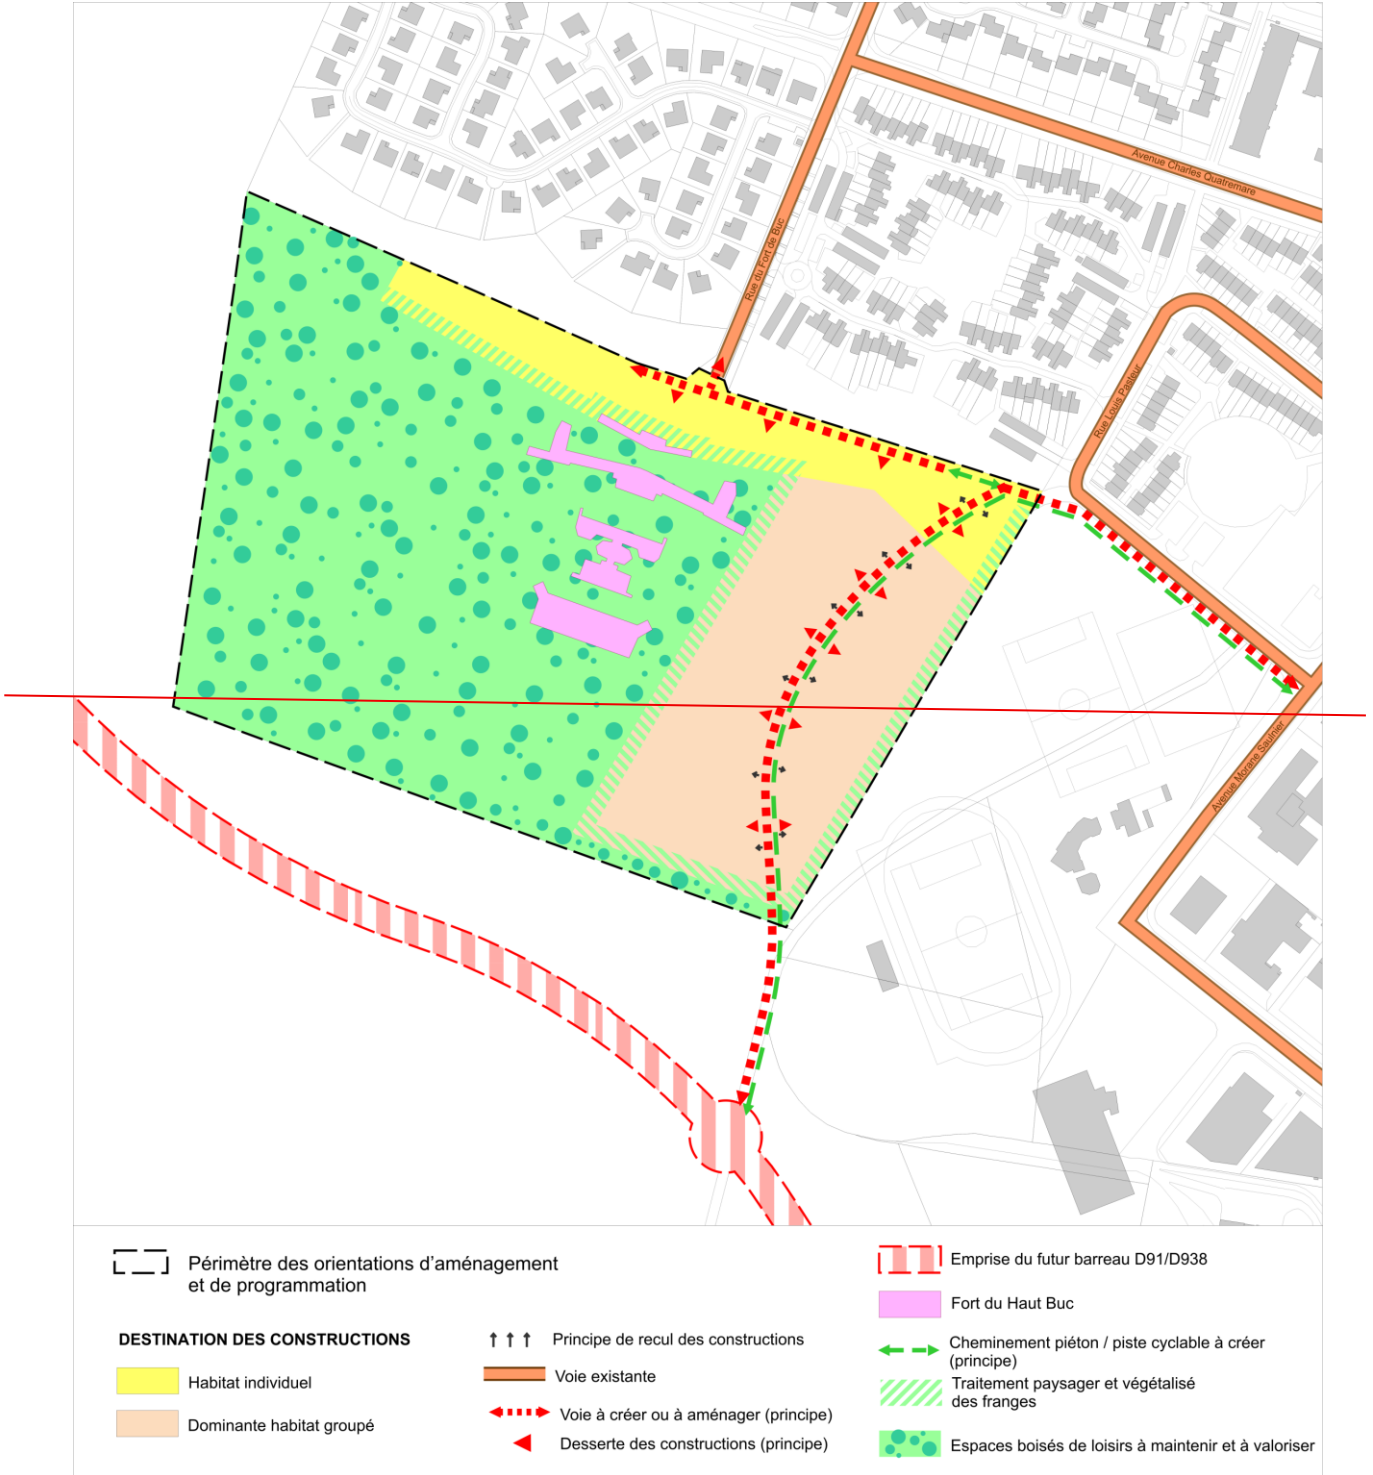 Avenue Charles Quatremare
Rue du Fort de Buc
Rue Louis Pasteur
Avenue Morane Saulnier
Périmètre des orientations d'aménagement
et de programmation
DESTINATION DES CONSTRUCTIONS
Habitat individuel
Dominante habitat groupé
Principe de recul des constructions
Voie existante
Voie à créer ou à aménager (principe)
Desserte des constructions (principe)
Emprise du futur barreau D91/D938
Fort du Haut Buc
Cheminement piéton / piste cyclable à créer
(principe)
Traitement paysager et végétalisé
des franges
Espaces boisés de loisirs à maintenir et à valoriser